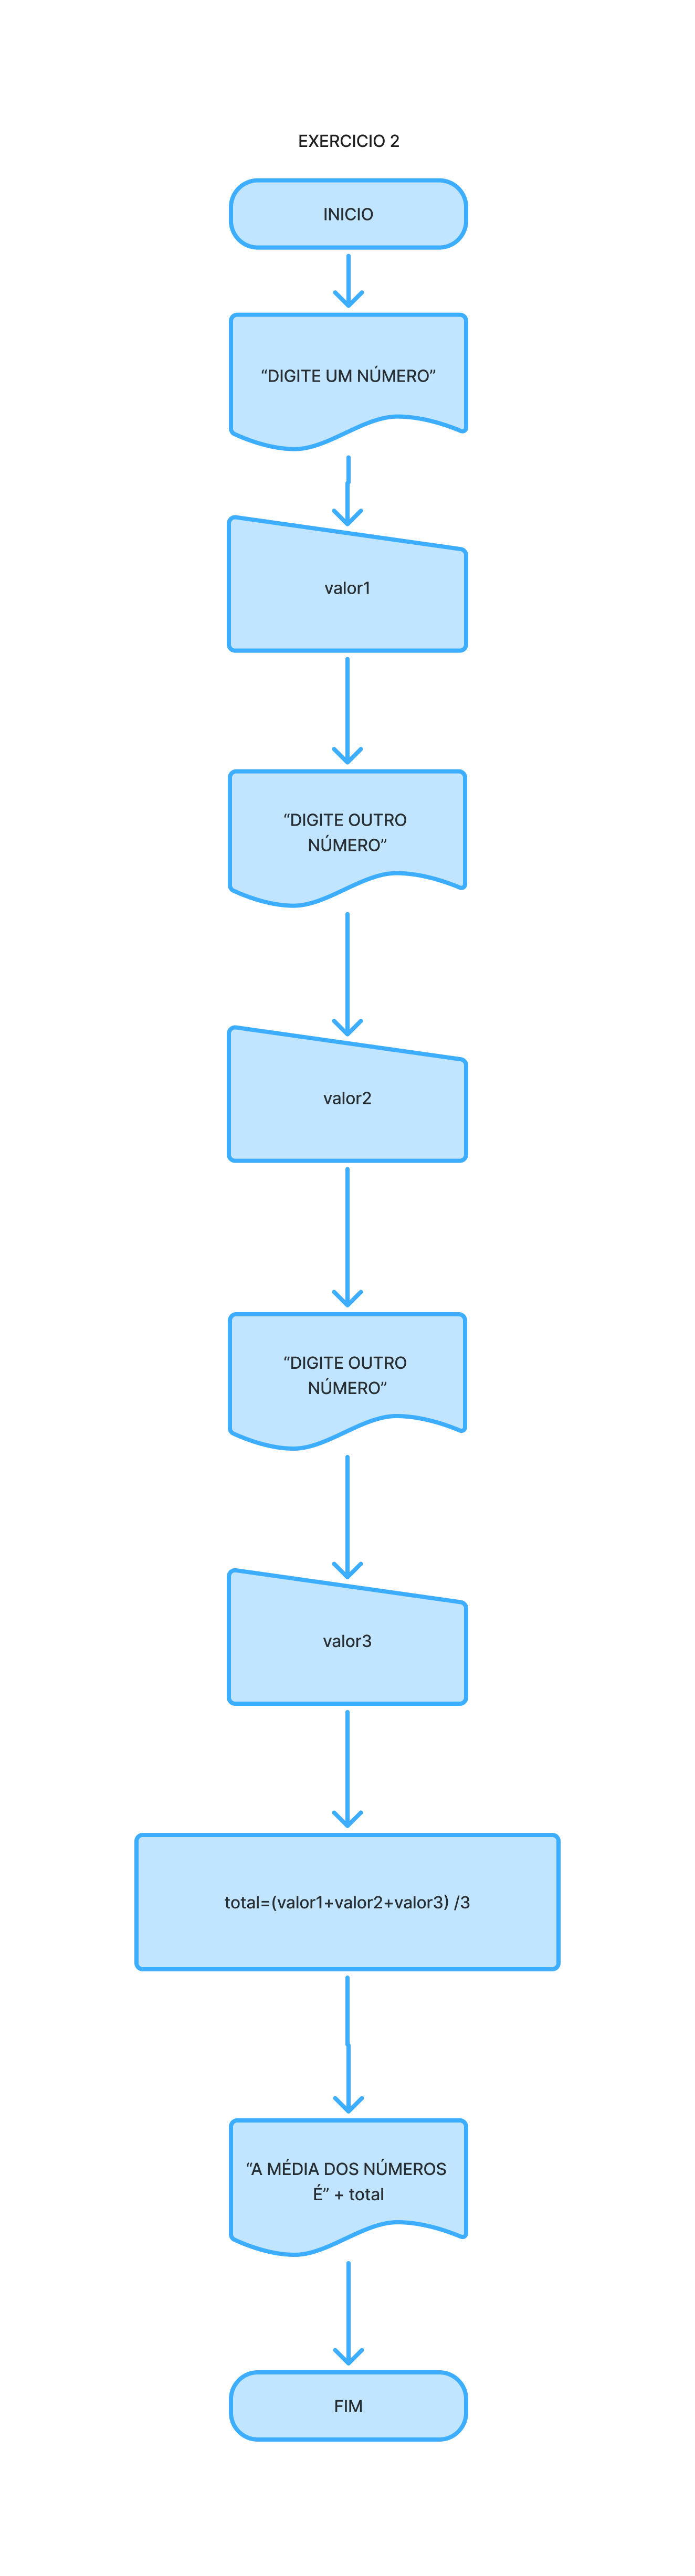 EXERCICIO 2
INICIO
“DIGITE UM NÚMERO”
valor1
“DIGITE OUTRO
NÚMERO”
valor2
“DIGITE OUTRO
NÚMERO”
valor3
total=(valor1+valor2+valor3) /3
“A MÉDIA DOS NÚMEROS
É” + total
FIM